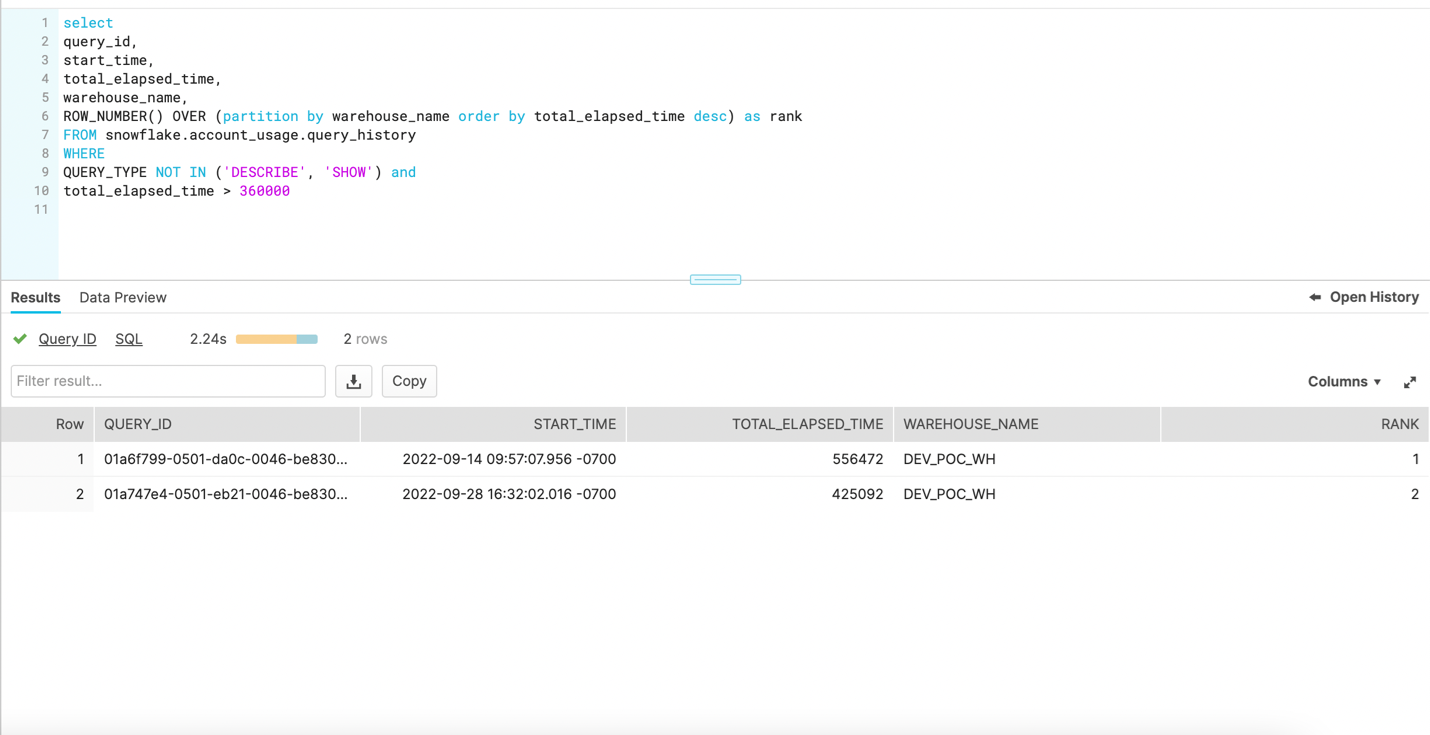 1 select
2 query_id,
3 start_time,
4 total_elapsed_time,
5 warehouse_name,
6 ROW_NUMBER() OVER (partition by warehouse_name order by total_elapsed_time desc) as rank
7 FROM snowflake.account_usage.query_history
8 WHERE
9 QUERY_TYPE NOT IN ('DESCRIBE', 'SHOW') and
10 total_elapsed_time > 360000
11
Results Data Preview Open History
Query ID SQL 2.24s 2 rows
Filter result... Copy Columns
Row QUERY_ID START_TIME TOTAL_ELAPSED_TIME WAREHOUSE_NAME RANK
1 01a6f799-0501-da0c-0046-be830... 2022-09-14 09:57:07.956 -0700 556472 DEV_POC_WH 1
2 01a747e4-0501-eb21-0046-be830... 2022-09-28 16:32:02.016 -0700 425092 DEV_POC_WH 2